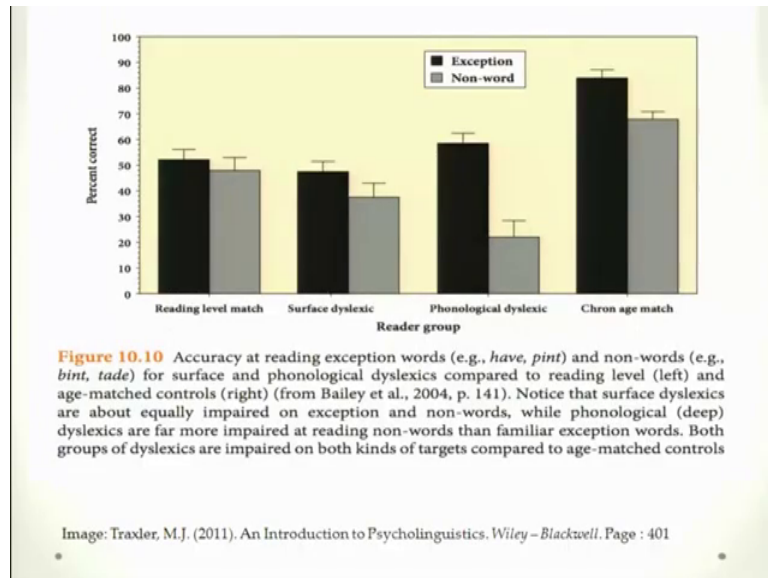 100
90
80
70
60
50
40
30
20
10
0
Percent correct
Exception
Non-word
Reading level match Surface dyslexic Phonological dyslexic Chron age match
Reader group
Figure 10.10 Accuracy at reading exception words (e.g., have, pint) and non-words (e.g.,
bint, tade) for surface and phonological dyslexics compared to reading level (left) and
age-matched controls (right) (from Bailey et al., 2004, p. 141). Notice that surface dyslexics
are about equally impaired on exception and non-words, while phonological (deep)
dyslexics are far more impaired at reading non-words than familiar exception words. Both
groups of dyslexics are impaired on both kinds of targets compared to age-matched controls
Image: Traxler, M.J. (2011). An Introduction to Psycholinguistics. Wiley – Blackwell. Page : 401